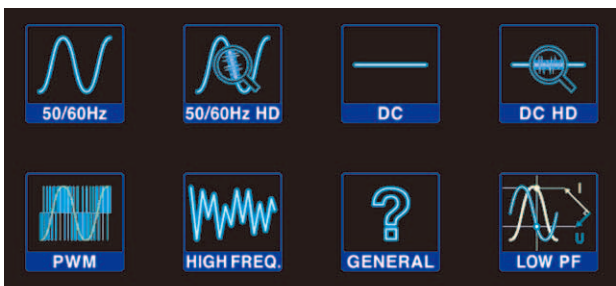 50/60Hz
50/60Hz HD
DC
DC HD
I
U
PWM
HIGH FREQ.
GENERAL
LOW PF